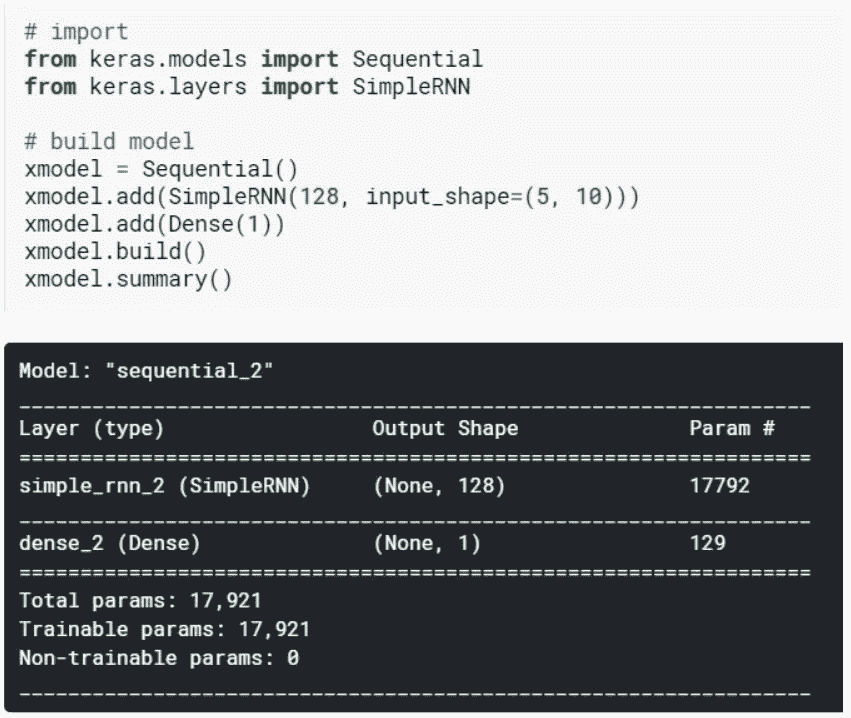 # import
from keras.models import Sequential
from keras.layers import SimpleRNN
# build model
xmodel = Sequential()
xmodel.add(SimpleRNN(128, input_shape=(5, 10)))
xmodel.add(Dense(1))
xmodel.build()
xmodel.summary()
Model: "sequential_2"
_________________________________________________________________
Layer (type)                 Output Shape              Param #
=================================================================
simple_rnn_2 (SimpleRNN)     (None, 128)               17792
_________________________________________________________________
dense_2 (Dense)              (None, 1)                 129
=================================================================
Total params: 17,921
Trainable params: 17,921
Non-trainable params: 0
_________________________________________________________________